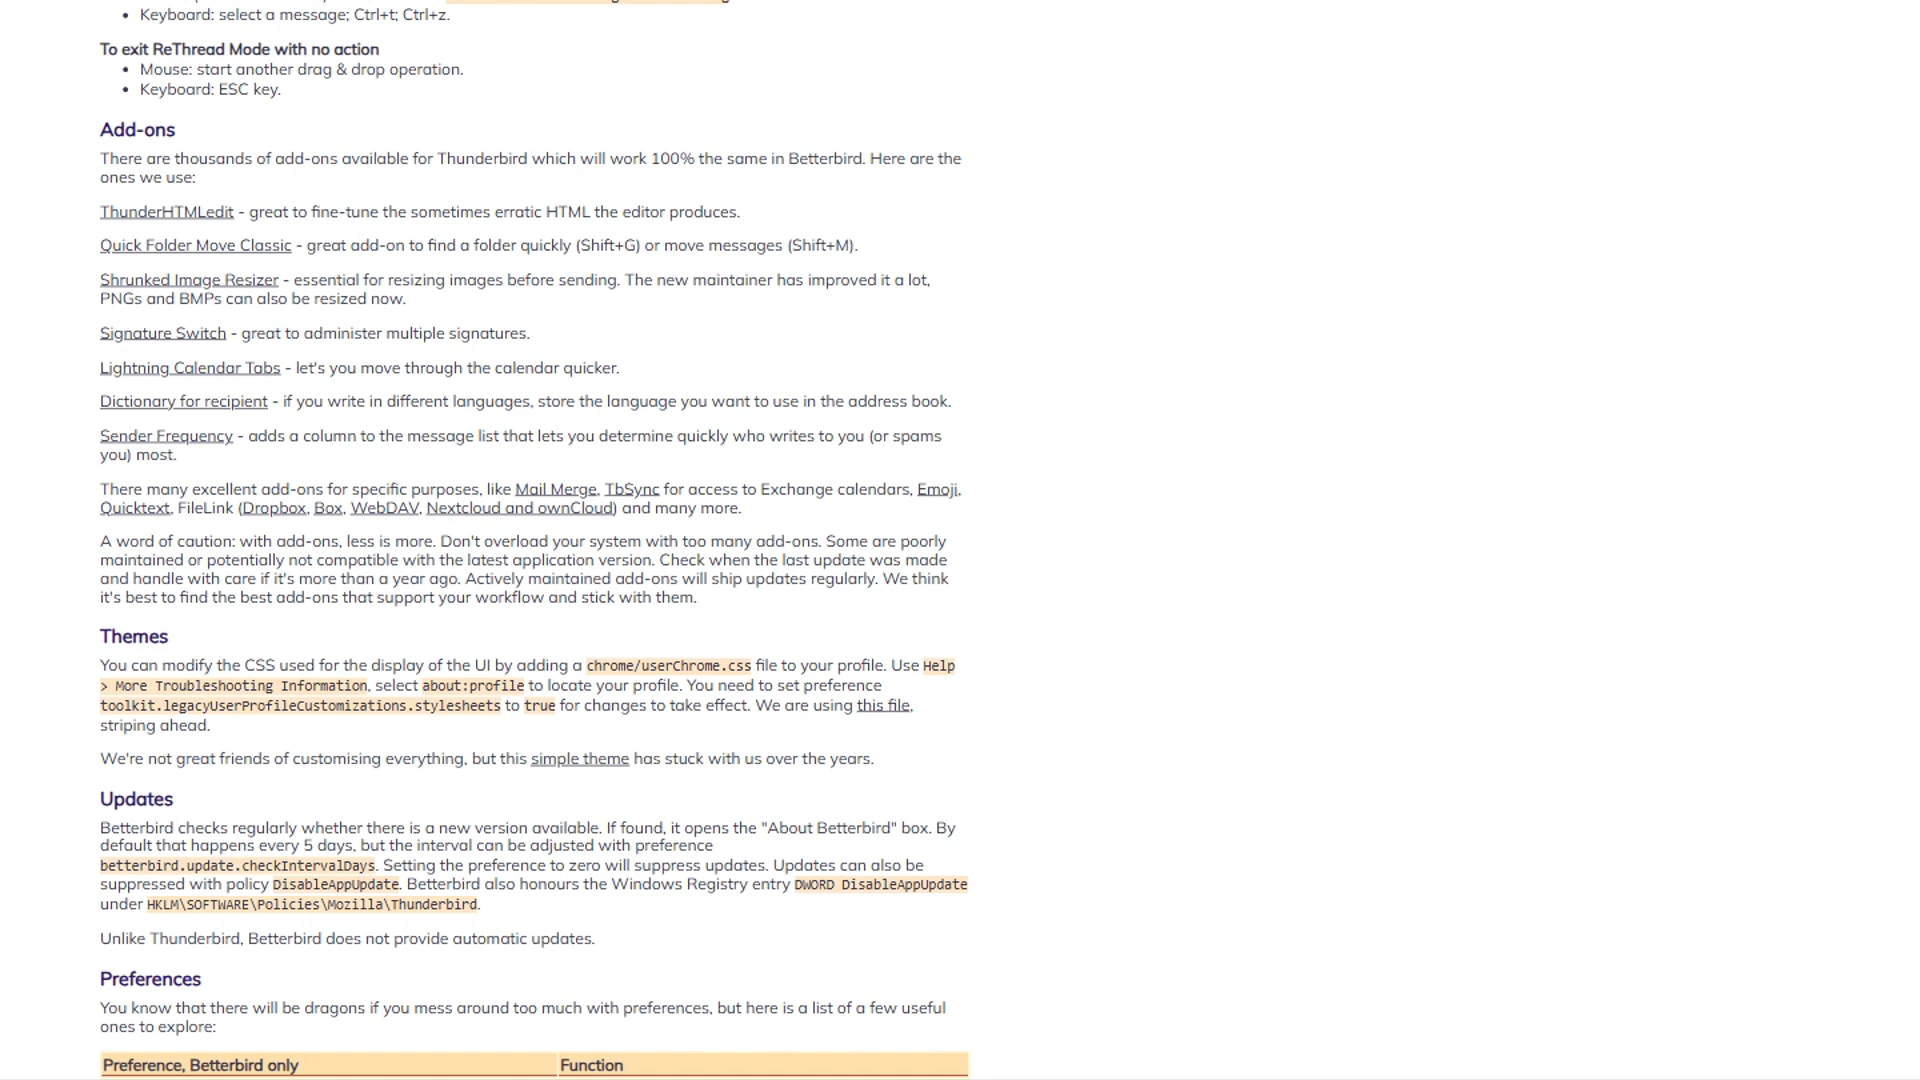 Keyboard: select a message; Ctrl+t; Ctrl+z.
To exit ReThread Mode with no action
Mouse: start another drag & drop operation.
Keyboard: ESC key.
Add-ons
There are thousands of add-ons available for Thunderbird which will work 100% the same in Betterbird. Here are the
ones we use:
ThunderHTMLedit - great to fine-tune the sometimes erratic HTML the editor produces.
Quick Folder Move Classic - great add-on to find a folder quickly (Shift+G) or move messages (Shift+M).
Shrunked Image Resizer - essential for resizing images before sending. The new maintainer has improved it a lot,
PNGs and BMPs can also be resized now.
Signature Switch - great to administer multiple signatures.
Lightning Calendar Tabs - let's you move through the calendar quicker.
Dictionary for recipient - if you write in different languages, store the language you want to use in the address book.
Sender Frequency - adds a column to the message list that lets you determine quickly who writes to you (or spams
you) most.
There many excellent add-ons for specific purposes, like Mail Merge, TbSync for access to Exchange calendars, Emoji,
Quicktext, FileLink (Dropbox, Box, WebDAV, Nextcloud and ownCloud) and many more.
A word of caution: with add-ons, less is more. Don't overload your system with too many add-ons. Some are poorly
maintained or potentially not compatible with the latest application version. Check when the last update was made
and handle with care if it's more than a year ago. Actively maintained add-ons will ship updates regularly. We think
it's best to find the best add-ons that support your workflow and stick with them.
Themes
You can modify the CSS used for the display of the UI by adding a chrome/userChrome.css file to your profile. Use Help
> More Troubleshooting Information, select about:profile to locate your profile. You need to set preference
toolkit.legacyUserProfileCustomizations.stylesheets to true for changes to take effect. We are using this file,
striping ahead.
We're not great friends of customising everything, but this simple theme has stuck with us over the years.
Updates
Betterbird checks regularly whether there is a new version available. If found, it opens the "About Betterbird" box. By
default that happens every 5 days, but the interval can be adjusted with preference
betterbird.update.checkIntervalDays. Setting the preference to zero will suppress updates. Updates can also be
suppressed with policy DisableAppUpdate. Betterbird also honours the Windows Registry entry DWORD DisableAppUpdate
under HKLM\SOFTWARE\Policies\Mozilla\Thunderbird.
Unlike Thunderbird, Betterbird does not provide automatic updates.
Preferences
You know that there will be dragons if you mess around too much with preferences, but here is a list of a few useful
ones to explore:
Preference, Betterbird only Function